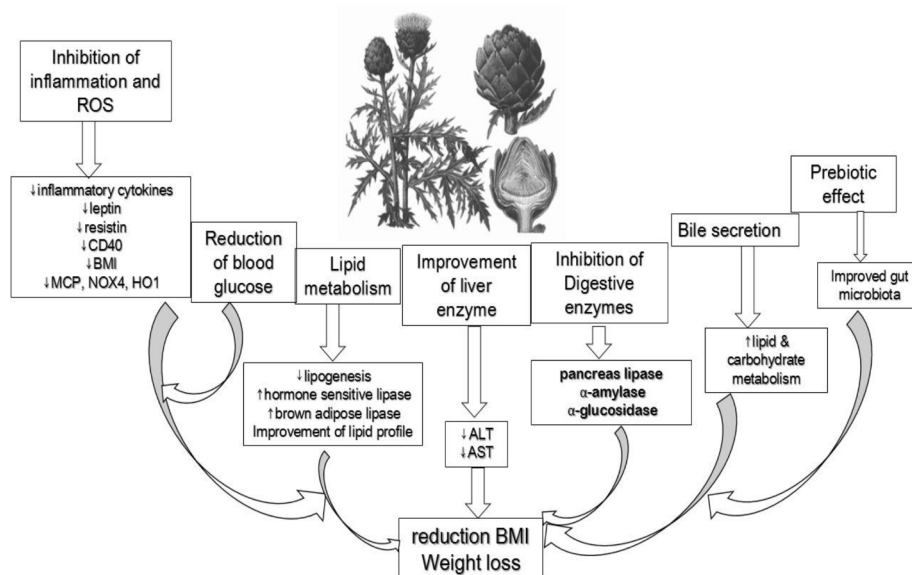 Inhibition of
inflammation and
ROS
↓inflammatory cytokines
↓leptin
↓resistin
↓CD40
↓BMI
↓MCP, NOX4, HO1
Reduction
of blood
glucose
Lipid
metabolism
↓lipogenesis
↑hormone sensitive lipase
↑brown adipose lipase
Improvement of lipid profile
Improvement
of liver
enzyme
↓ALT
↓AST
Inhibition of
Digestive
enzymes
pancreas lipase
α-amylase
α-glucosidase
Bile secretion
↑lipid &
carbohydrate
metabolism
Prebiotic
effect
Improved gut
microbiota
reduction BMI
Weight loss